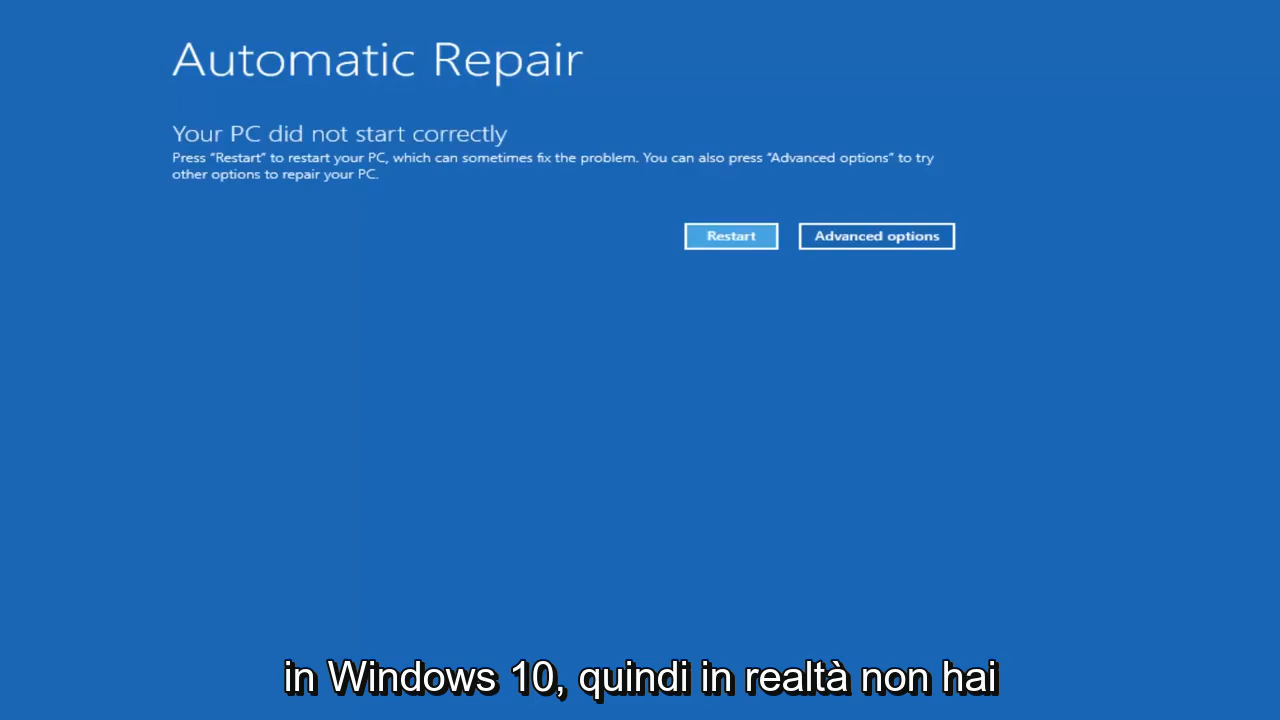 Automatic Repair
Your PC did not start correctly
Press “Restart” to restart your PC, which can sometimes fix the problem. You can also press “Advanced options” to try
other options to repair your PC.
Restart Advanced options
in Windows 10, quindi in realtà non hai